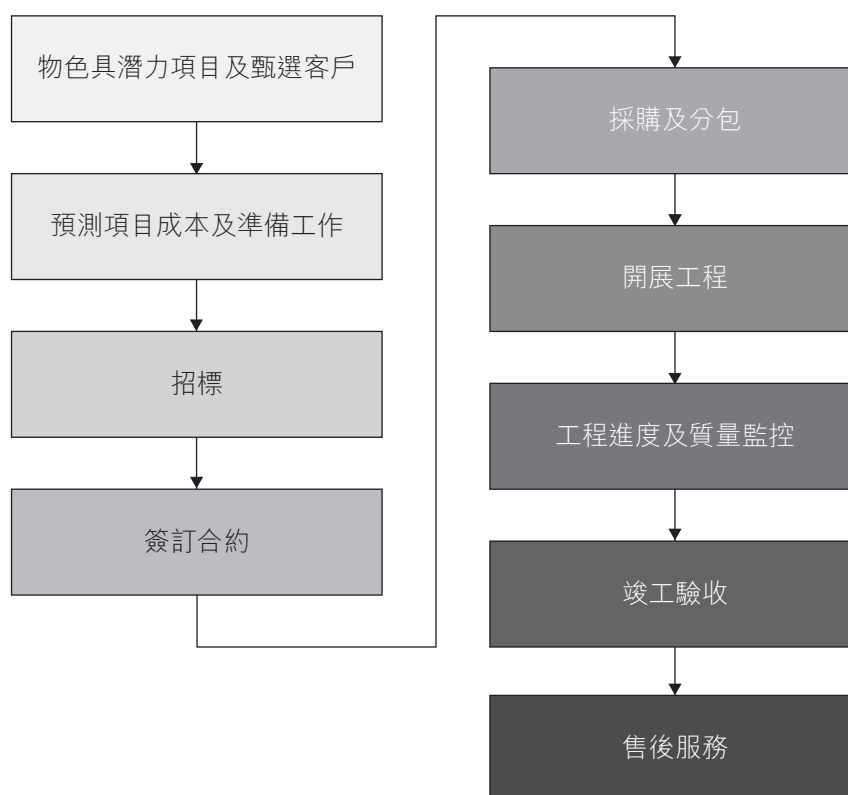 物色具潛力項目及甄選客戶
預測項目成本及準備工作
招標
簽訂合約
採購及分包
開展工程
工程進度及質量監控
竣工驗收
售後服務